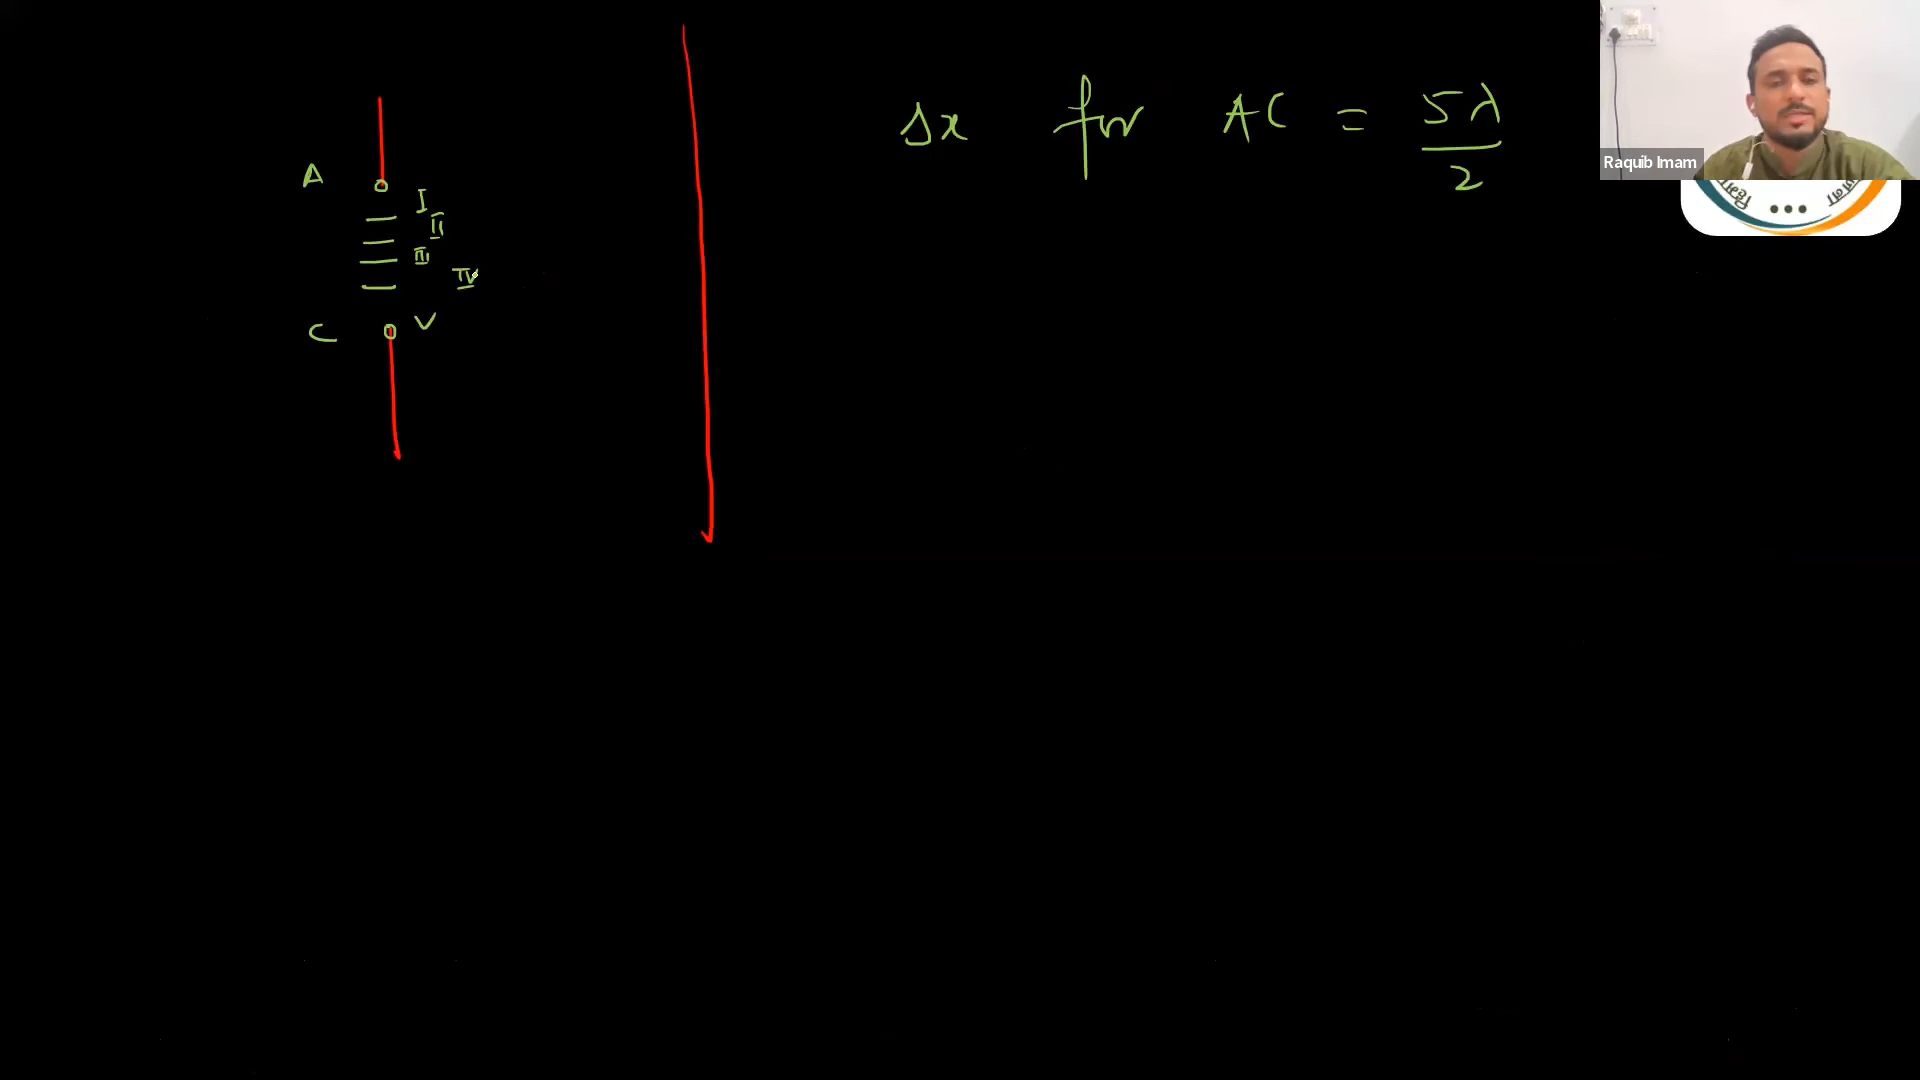 Δx for AC = 5λ/2
Raquib Imam
A
I
II
III
IV
C V